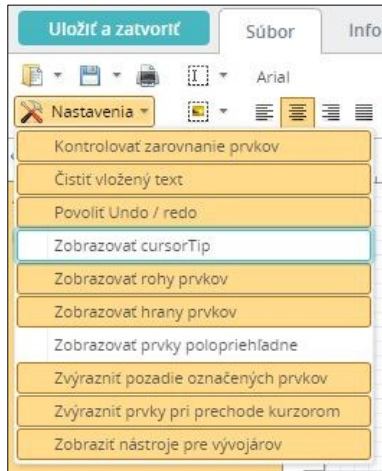 Uložiť a zatvoriť Súbor Info
Arial
Nastavenia
Kontrolovať zarovnanie prvkov
Čistiť vložený text
Povoliť Undo / redo
Zobrazovať cursorTip
Zobrazovať rohy prvkov
Zobrazovať hrany prvkov
Zobrazovať prvky polopriehľadne
Zvýrazniť pozadie označených prvkov
Zvýrazniť prvky pri prechode kurzorom
Zobraziť nástroje pre vývojárov